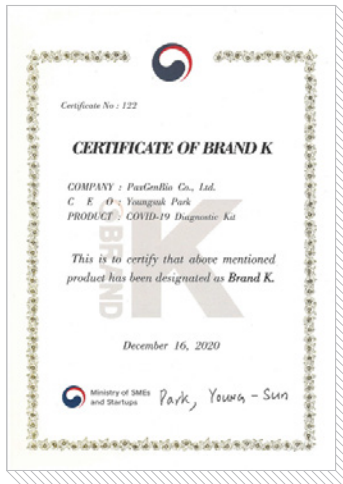 Certificate No : 122
CERTIFICATE OF BRAND K
COMPANY : PaxGenBio Co., Ltd.
C E O : Youngsuk Park
PRODUCT : COVID-19 Diagnostic Kit
BRAND
K
This is to certify that above mentioned
product has been designated as Brand K.
December 16, 2020
Ministry of SMEs
and Startups
Park, Young-Sun